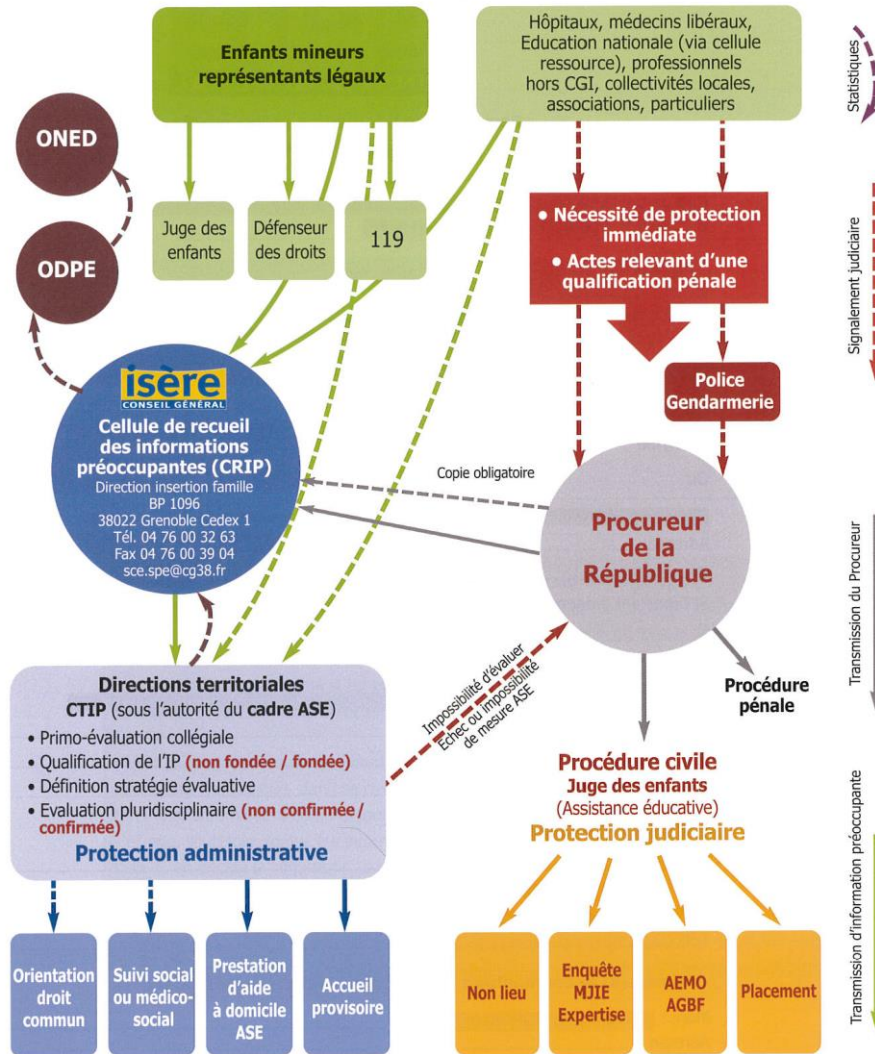 Enfants mineurs
représentants légaux
Hôpitaux, médecins libéraux,
Education nationale (via cellule
ressource), professionnels
hors CGI, collectivités locales,
associations, particuliers
Statistiques
ONED
ODPE
Juge des
enfants
Défenseur
des droits
119
• Nécessité de protection
immédiate
• Actes relevant d'une
qualification pénale
Signalement judiciaire
Police
Gendarmerie
isère
CONSEIL GÉNÉRAL
Cellule de recueil
des informations
préoccupantes (CRIP)
Direction insertion famille
BP 1096
38022 Grenoble Cedex 1
Tél. 04 76 00 32 63
Fax 04 76 00 39 04
sce.spe@cg38.fr
Copie obligatoire
Procureur
de la
République
Transmission du Procureur
Directions territoriales
CTIP (sous l'autorité du cadre ASE)
• Primo-évaluation collégiale
• Qualification de l'IP (non fondée / fondée)
• Définition stratégie évaluative
• Evaluation pluridisciplinaire (non confirmée /
confirmée)
Protection administrative
Impossibilité d'évaluer
Echec ou impossibilité
de mesure ASE
Procédure
pénale
Procédure civile
Juge des enfants
(Assistance éducative)
Protection judiciaire
Transmission d'information préoccupante
Orientation
droit
commun
Suivi social
ou médico-
social
Prestation
d'aide
à domicile
ASE
Accueil
provisoire
Non lieu
Enquête
MJIE
Expertise
AEMO
AGBF
Placement